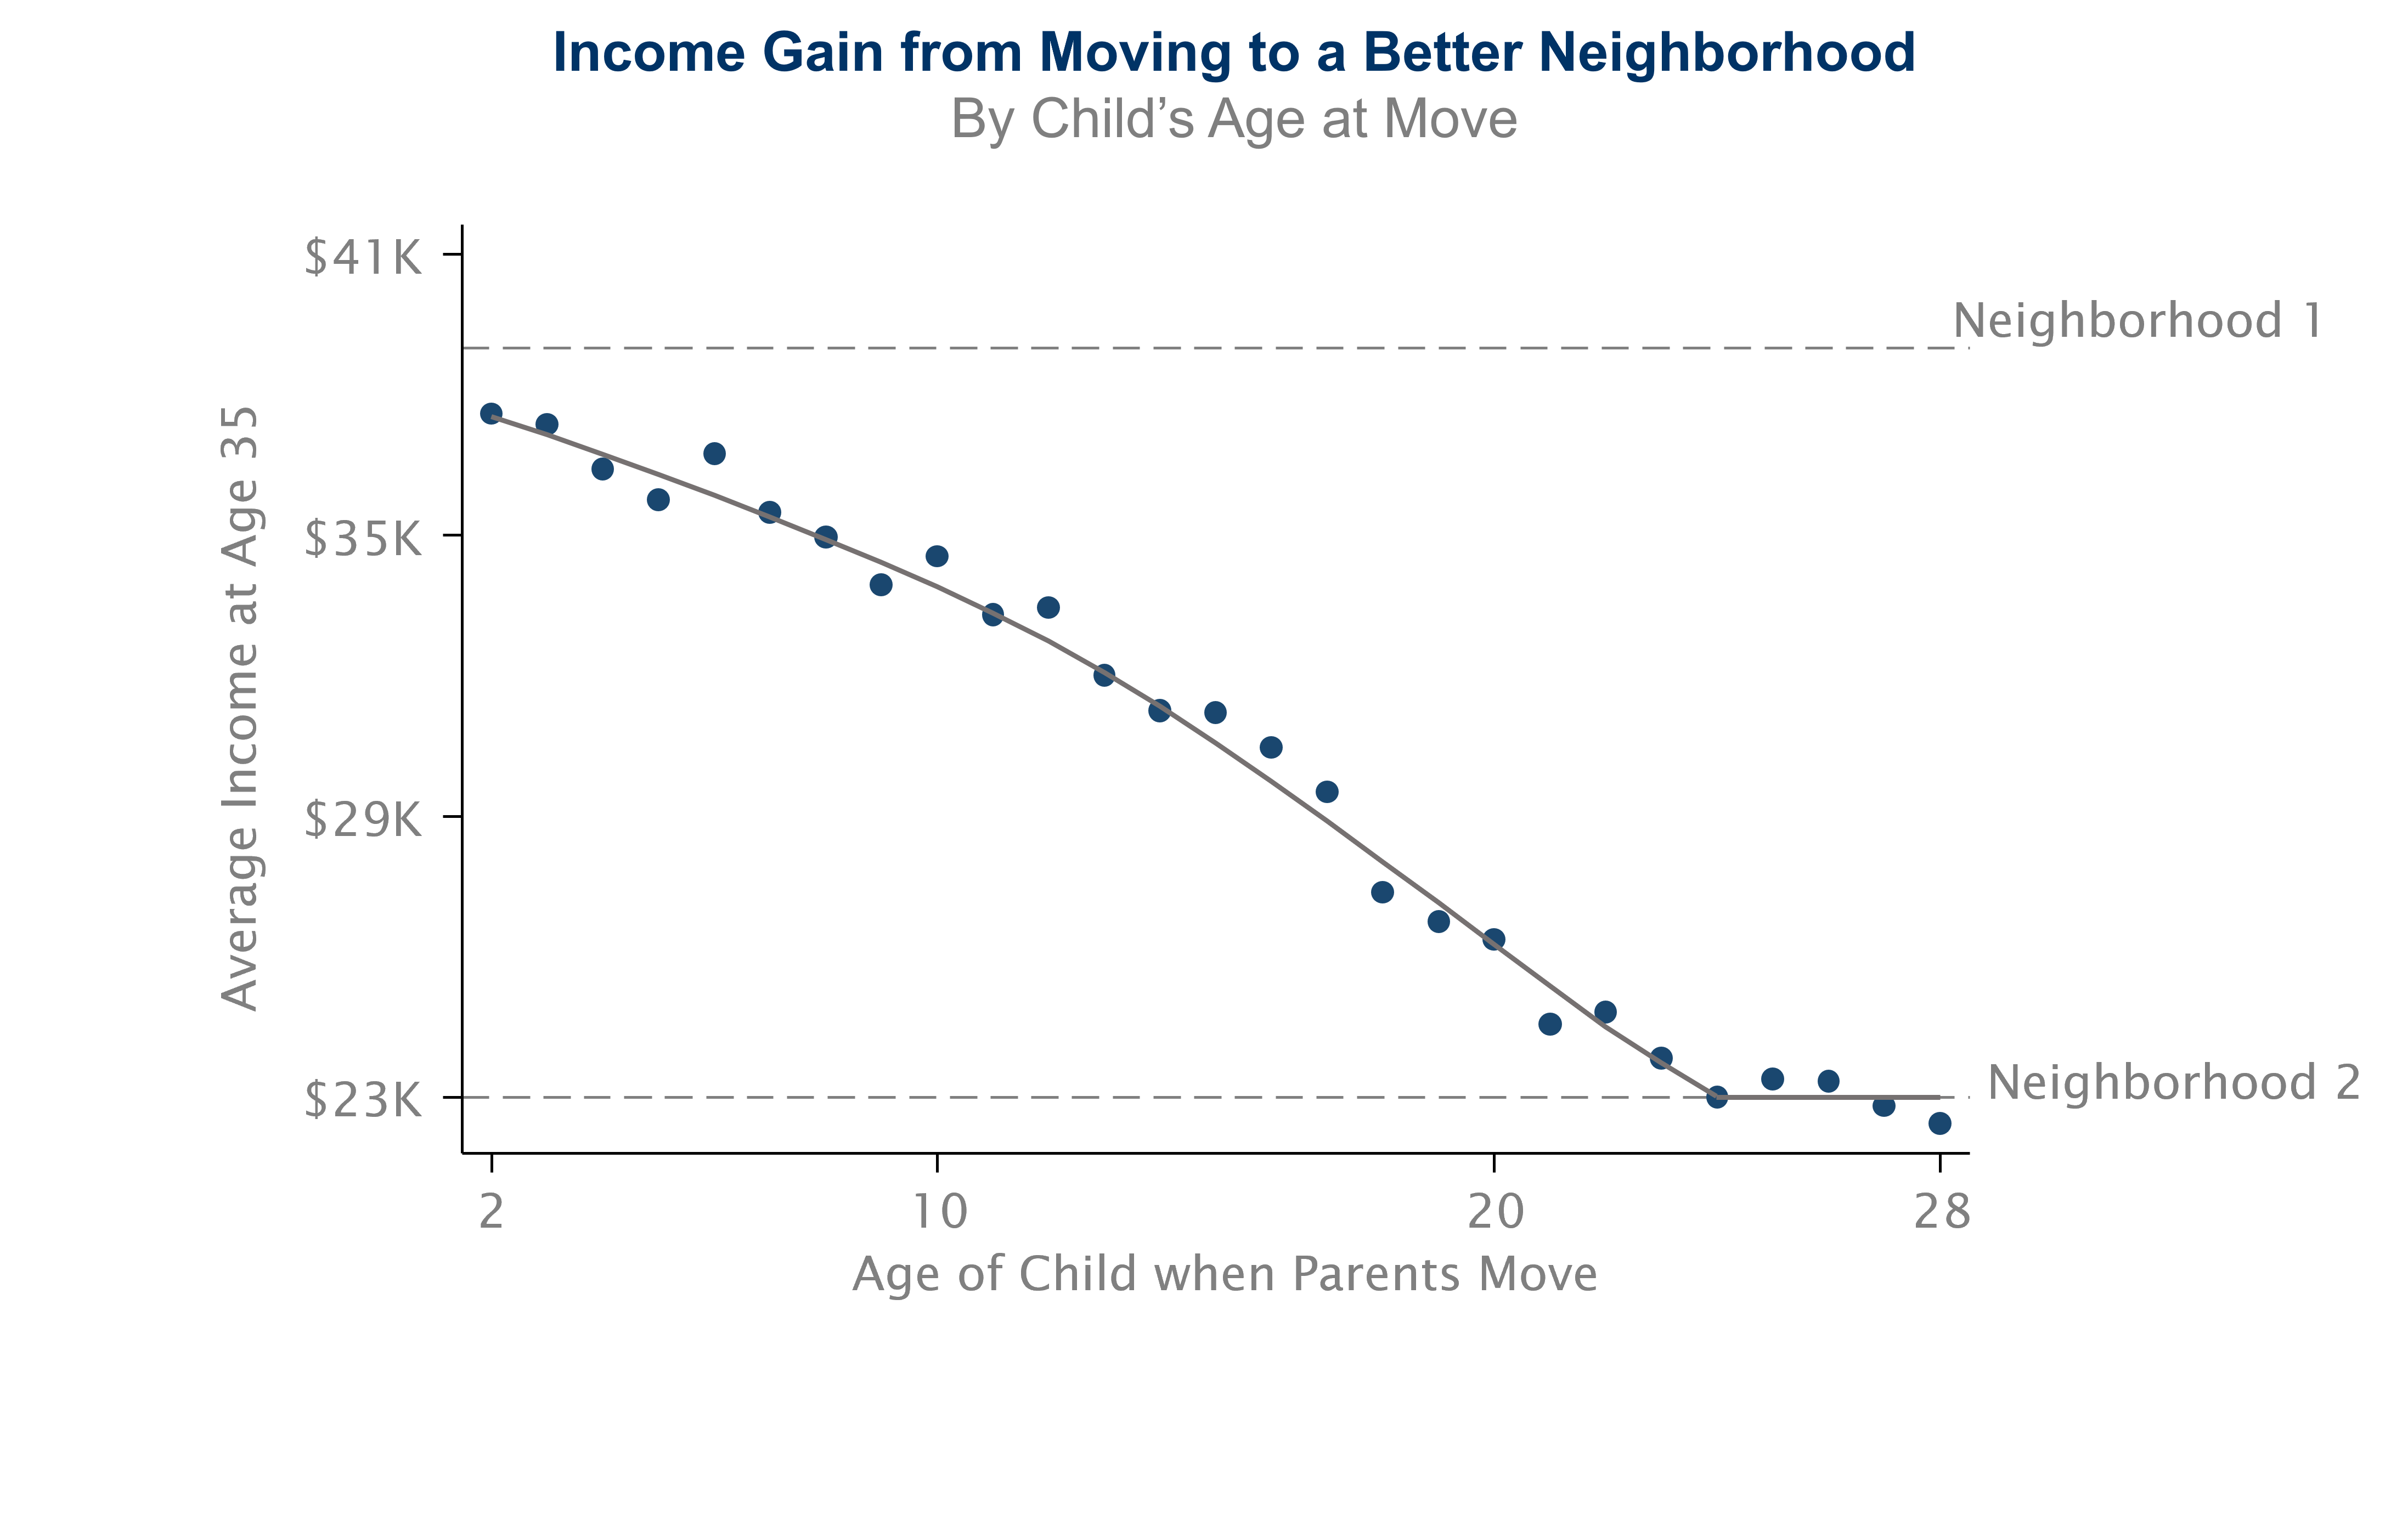 Income Gain from Moving to a Better Neighborhood
By Child’s Age at Move
$41K
Neighborhood 1
$35K
Average Income at Age 35
$29K
$23K
Neighborhood 2
2 10 20 28
Age of Child when Parents Move